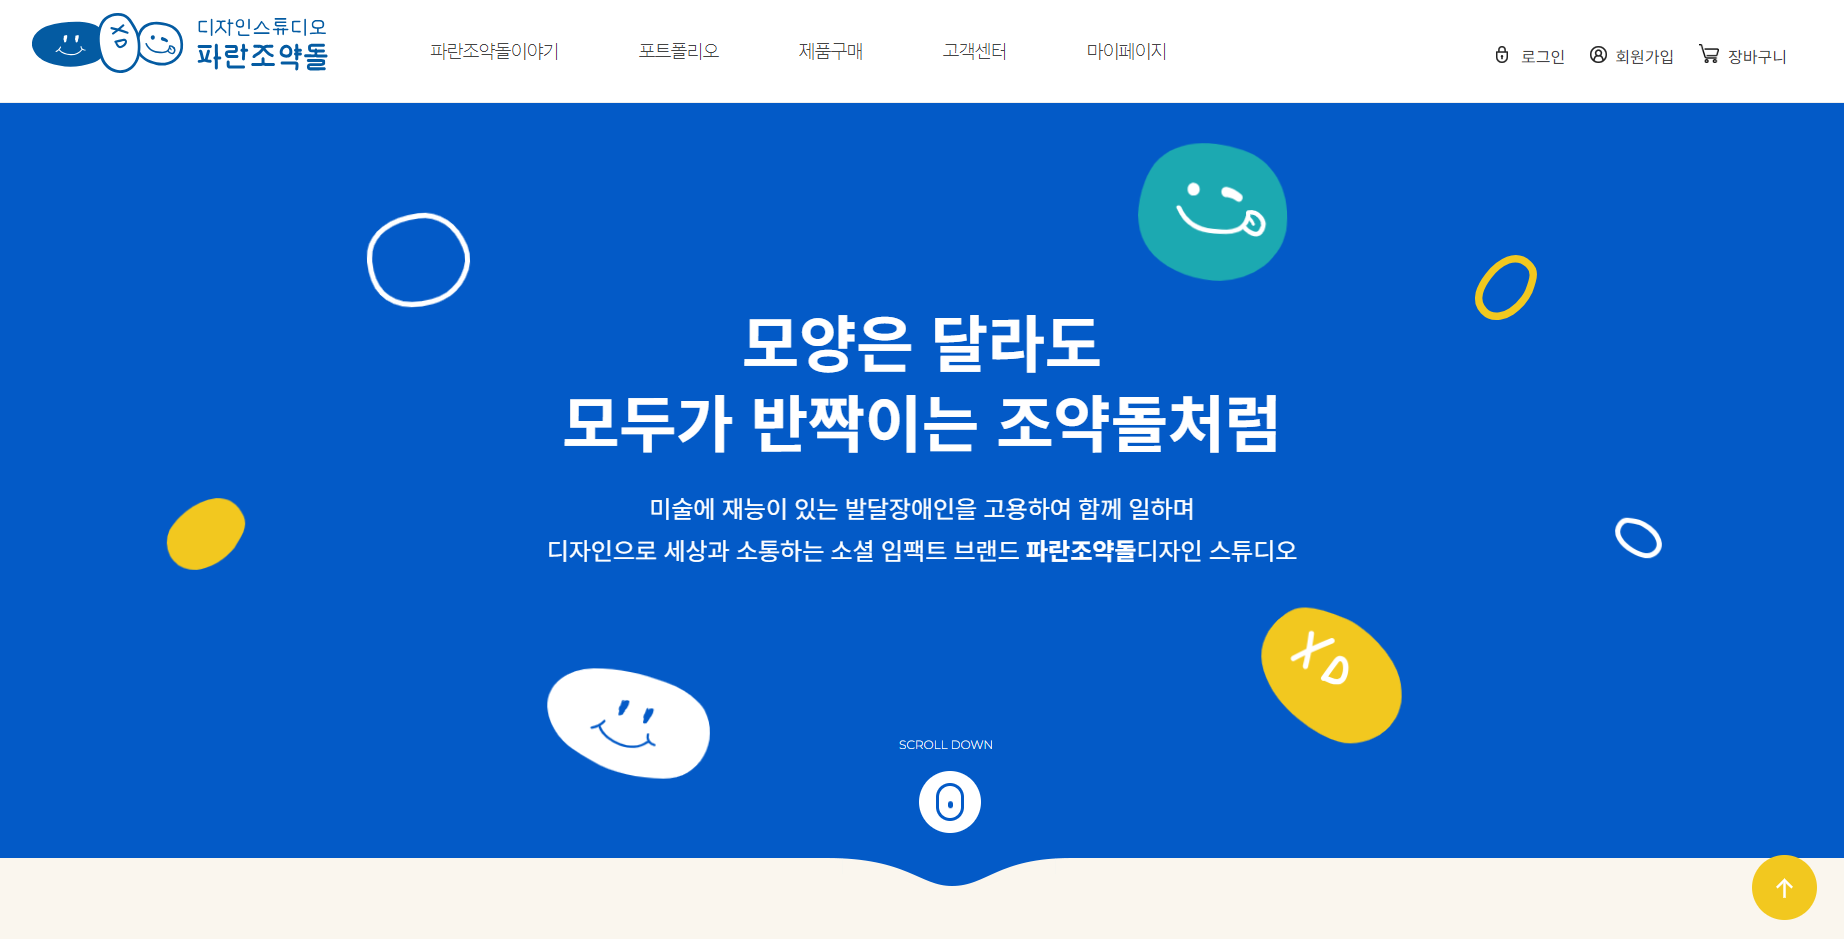 디자인스튜디오
파란조약돌
파란조약돌이야기
포트폴리오
제품구매
고객센터
마이페이지
로그인
회원가입
장바구니
모양은 달라도
모두가 반짝이는 조약돌처럼
미술에 재능이 있는 발달장애인을 고용하여 함께 일하며
디자인으로 세상과 소통하는 소셜 임팩트 브랜드 파란조약돌디자인 스튜디오
XD
SCROLL DOWN